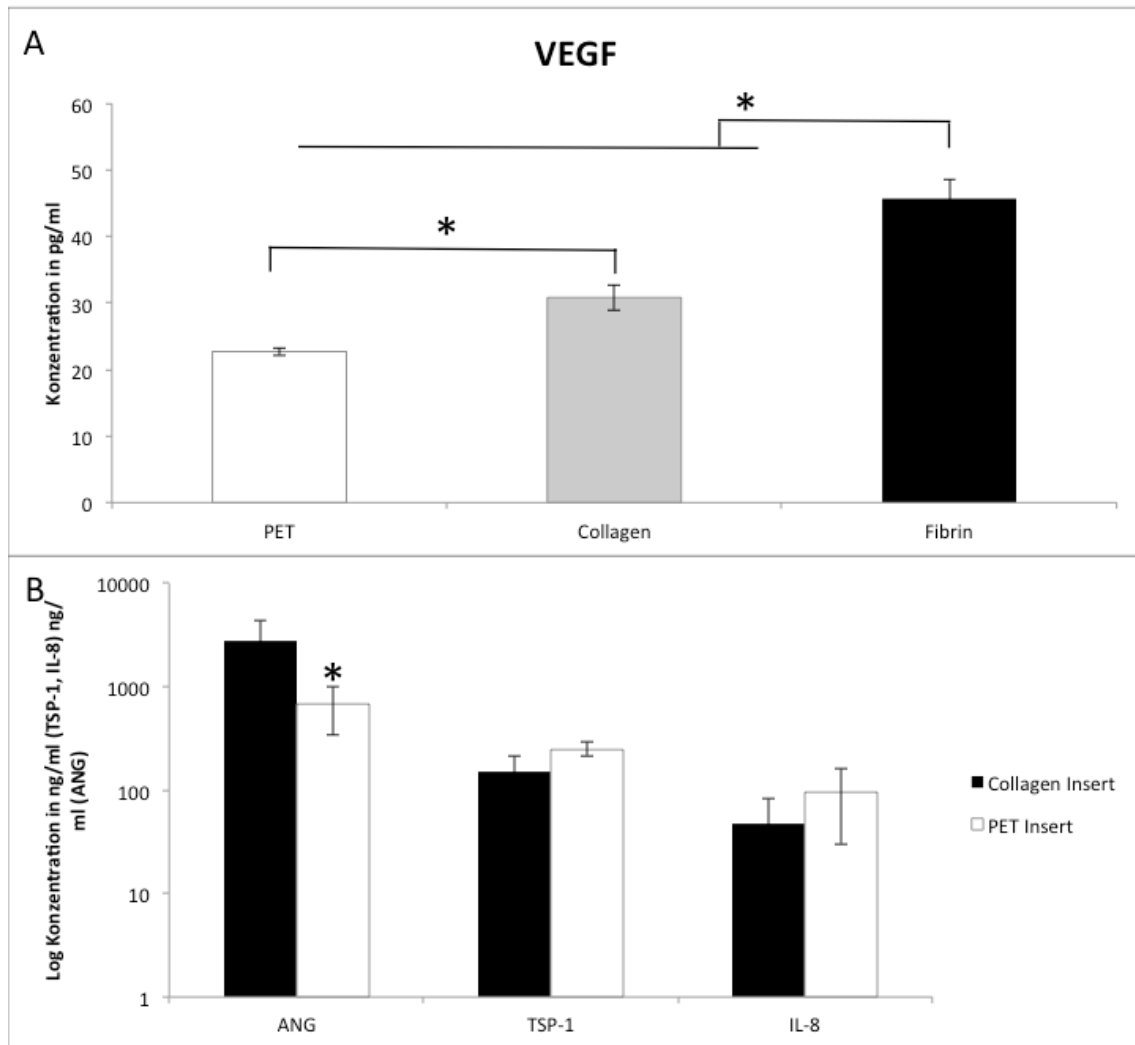 A
VEGF
*
*
Konzentration in pg/ml
60
50
40
30
20
10
0
PET
Collagen
Fibrin
B
Log Konzentration in ng/ml (TSP-1, IL-8) ng/
ml (ANG)
10000
1000
100
10
1
*
ANG
TSP-1
IL-8
Collagen Insert
PET Insert